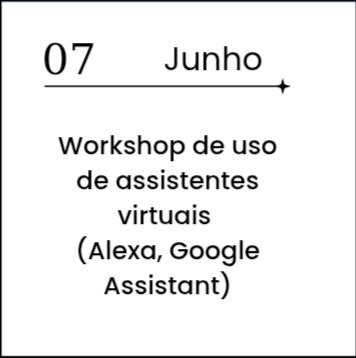 07 Junho
Workshop de uso
de assistentes
virtuais
(Alexa, Google
Assistant)